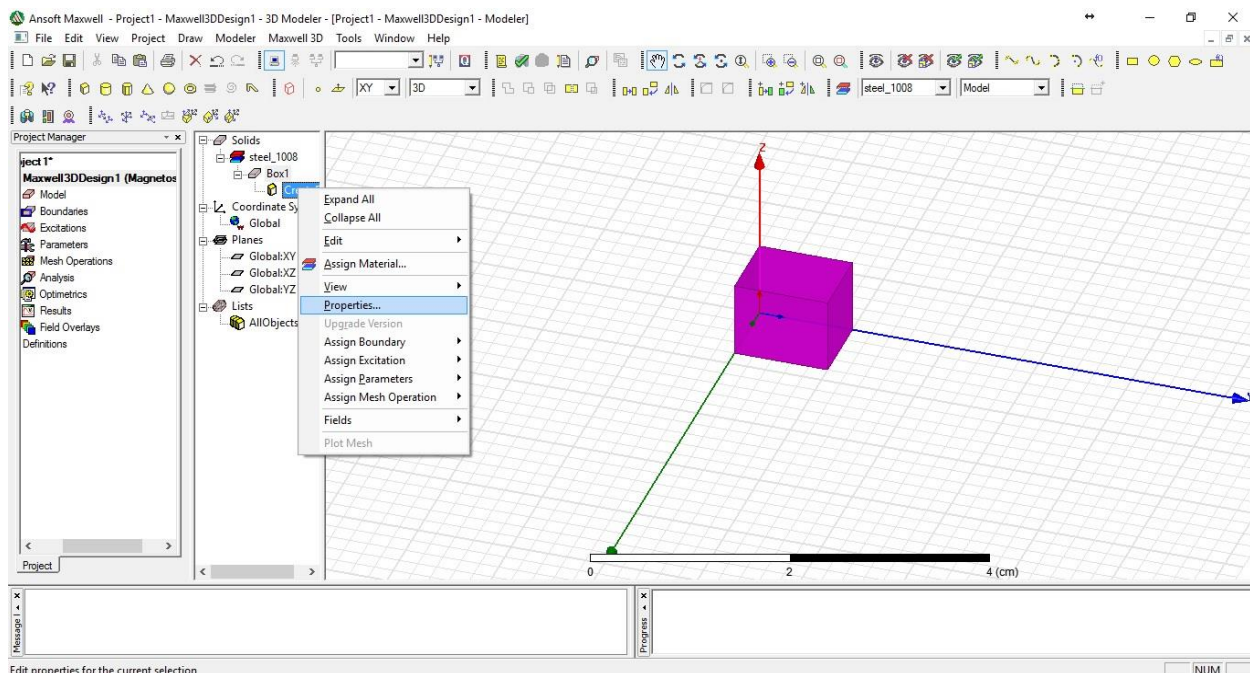 Ansoft Maxwell - Project1 - Maxwell3DDesign1 - 3D Modeler - [Project1 - Maxwell3DDesign1 - Modeler]
File Edit View Project Draw Modeler Maxwell 3D Tools Window Help
XY 3D steel_1008 Model
Project Manager
ject 1*
Maxwell3DDesign1 (Magnetos
Model
Boundaries
Excitations
Parameters
Mesh Operations
Analysis
Optimetrics
Results
Field Overlays
Definitions
Project
Solids
steel_1008
Box1
Coordinate Sy
Global
Planes
Global:XY
Global:XZ
Global:YZ
Lists
AllObjects
Expand All
Collapse All
Edit
Assign Material...
View
Properties...
Upgrade Version
Assign Boundary
Assign Excitation
Assign Parameters
Assign Mesh Operation
Fields
Plot Mesh
Z
0 2 4 (cm)
Message
Progress
Edit properties for the current selection
NUM